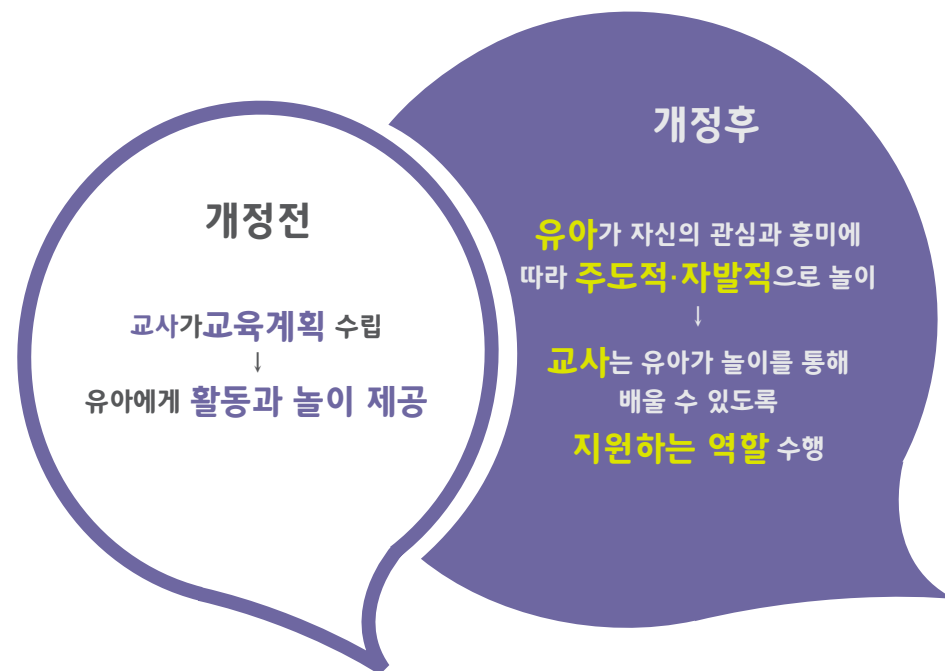 개정전
교사가교육계획 수립
↓
유아에게 활동과 놀이 제공
개정후
유아가 자신의 관심과 흥미에
따라 주도적·자발적으로 놀이
↓
교사는 유아가 놀이를 통해
배울 수 있도록
지원하는 역할 수행